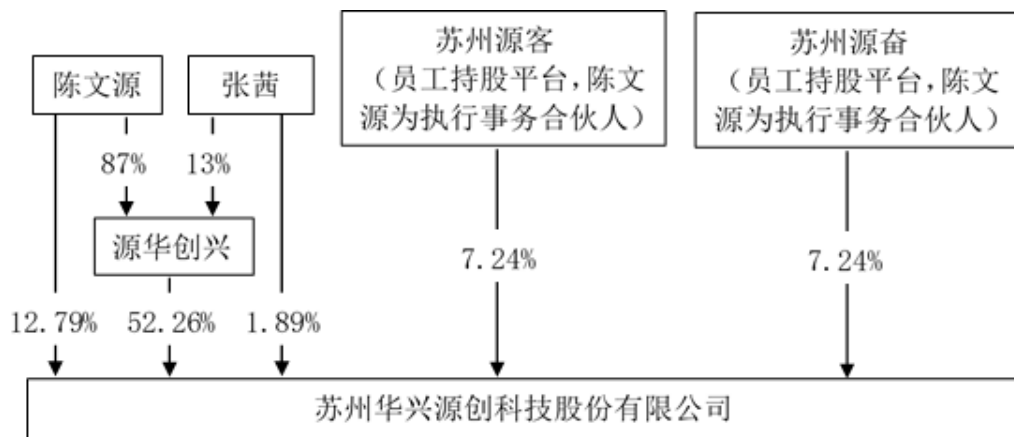 陈文源
张茜
苏州源客
（员工持股平台,陈文
源为执行事务合伙人）
苏州源奋
（员工持股平台,陈文
源为执行事务合伙人）
87%
13%
源华创兴
7.24%
7.24%
12.79%
52.26%
1.89%
苏州华兴源创科技股份有限公司